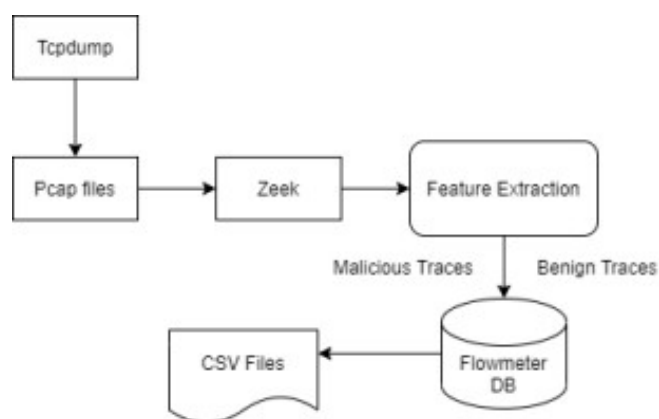 Tcpdump
Pcap files
Zeek
Feature Extraction
Malicious Traces
Benign Traces
CSV Files
Flowmeter
DB